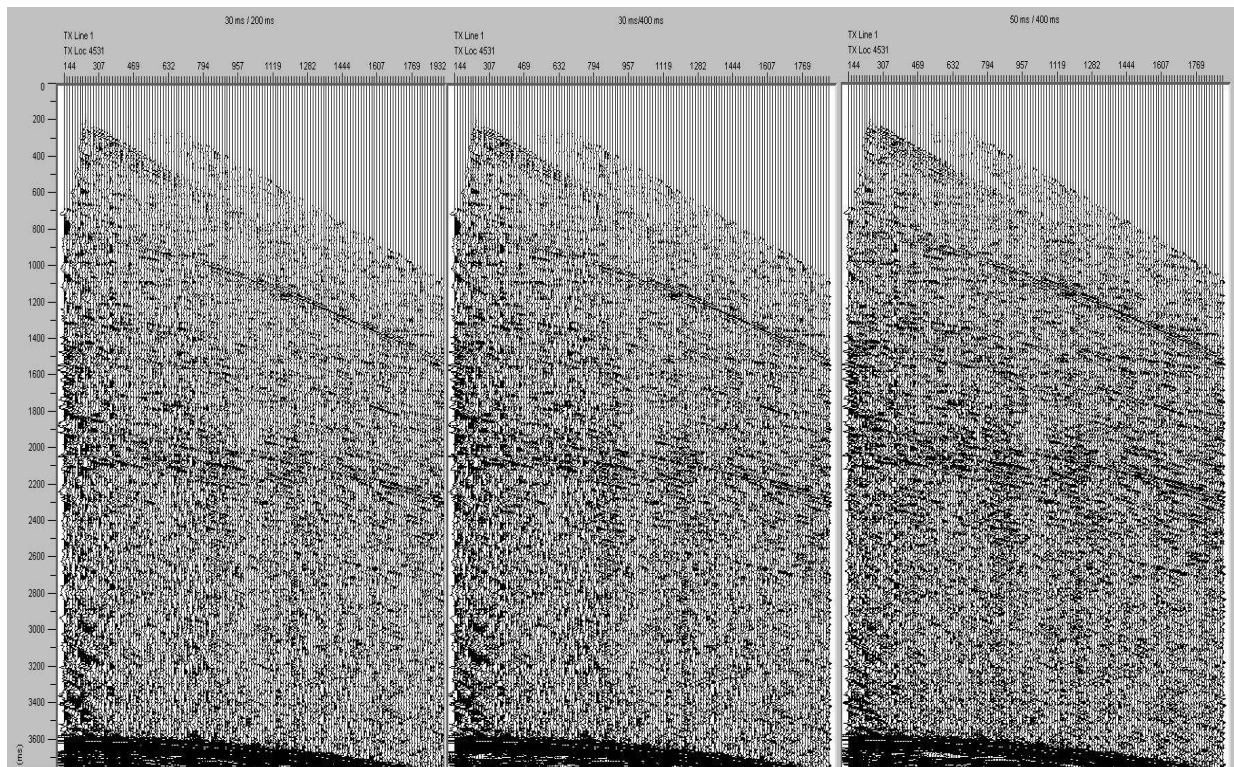 30 ms / 200 ms
TX Line 1
TX Loc 4531
144 307 469 632 794 957 1119 1282 1444 1607 1769 1932
30 ms/400 ms
TX Line 1
TX Loc 4531
144 307 469 632 794 957 1119 1282 1444 1607 1769
50 ms / 400 ms
TX Line 1
TX Loc 4531
144 307 469 632 794 957 1119 1282 1444 1607 1769
0
200
400
600
800
1000
1200
1400
1600
1800
2000
2200
2400
2600
2800
3000
3200
3400
3600
(ms)